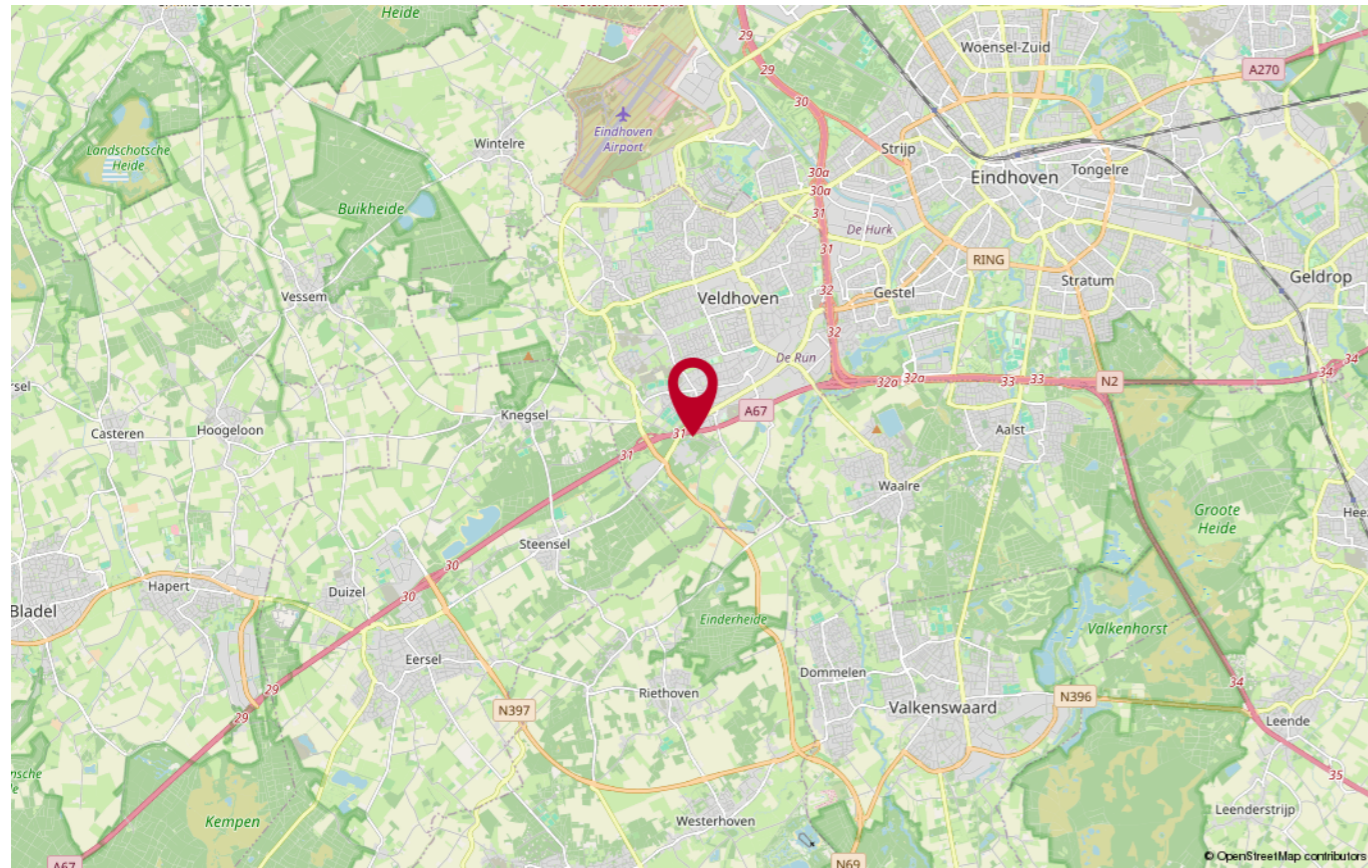 29
Heide
29
Woensel-Zuid
A270
30
Eindhoven
Airport
Wintelre
Landschotsche
Heide
Strijp
30a
30a
Eindhoven
Tongelre
Buikheide
31
De Hurk
31
RING
Geldrop
Stratum
Vessem
32
Gestel
Veldhoven
32
De Run
34
34
32a
32a
33
33
N2
A67
Knegsel
Casteren
Hoogeloon
31
31
Aalst
Waalre
Groote
Heide
Steensel
30
30
Hapert
Duizel
Bladel
Einderheide
Valkenhorst
Eersel
Dommelen
Riethoven
34
N396
29
29
N397
Valkenswaard
Leende
35
Kempen
Westerhoven
Leenderstrijp
A67
N69
© OpenStreetMap contributors